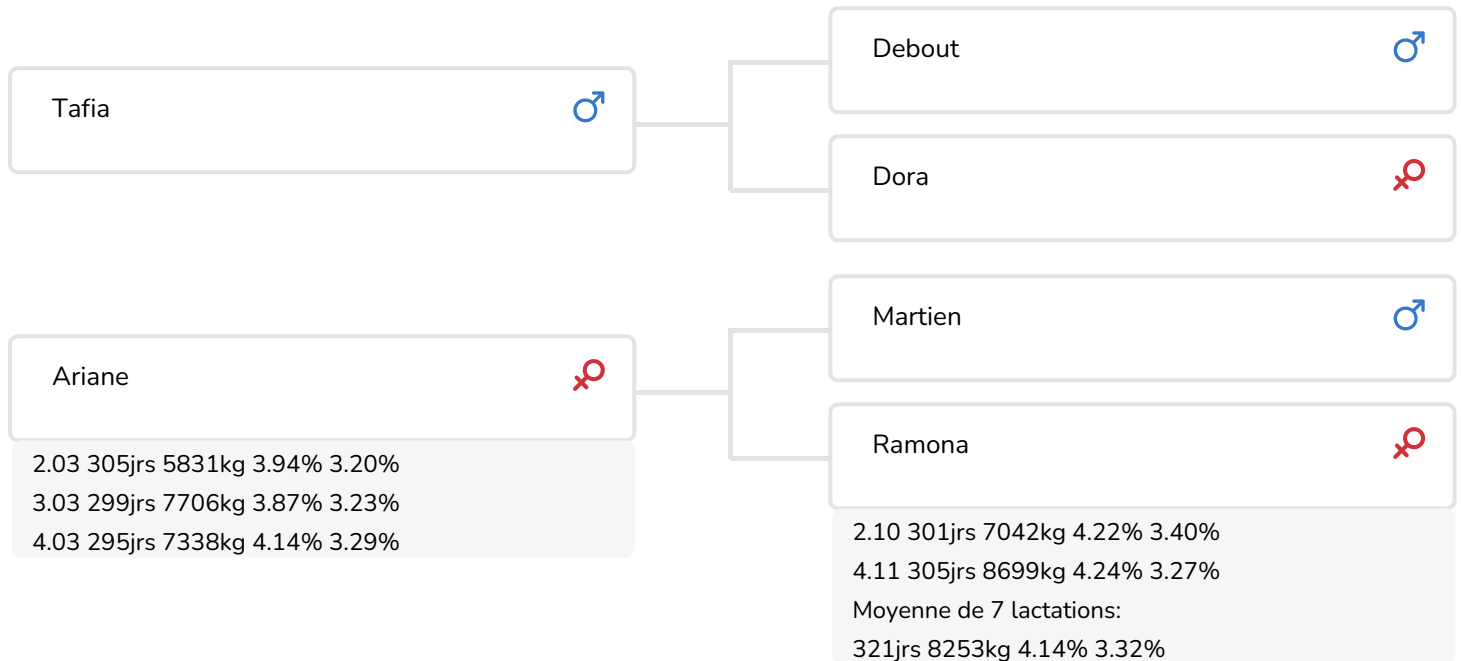 Tafia
Debout
Dora
Ariane
2.03 305jrs 5831kg 3.94% 3.20%
3.03 299jrs 7706kg 3.87% 3.23%
4.03 295jrs 7338kg 4.14% 3.29%
Martien
Ramona
2.10 301jrs 7042kg 4.22% 3.40%
4.11 305jrs 8699kg 4.24% 3.27%
Moyenne de 7 lactations:
321jrs 8253kg 4.14% 3.32%